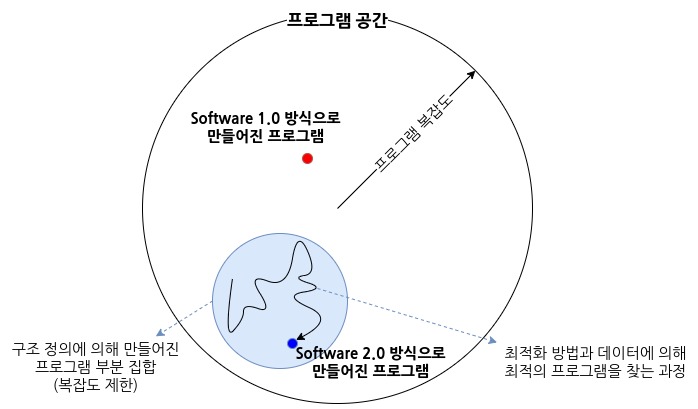 프로그램 공간
Software 1.0 방식으로
만들어진 프로그램
프로그램 복잡도
구조 정의에 의해 만들어진
프로그램 부분 집합
(복잡도 제한)
Software 2.0 방식으로
만들어진 프로그램
최적화 방법과 데이터에 의해
최적의 프로그램을 찾는 과정